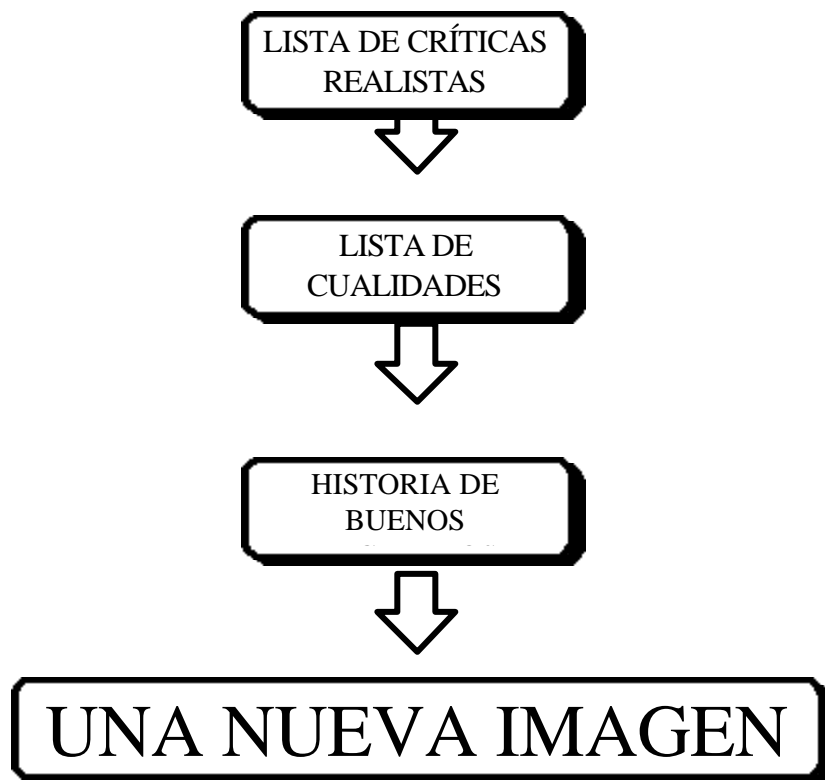 LISTA DE CRÍTICAS
REALISTAS
LISTA DE
CUALIDADES
HISTORIA DE
BUENOS
UNA NUEVA IMAGEN